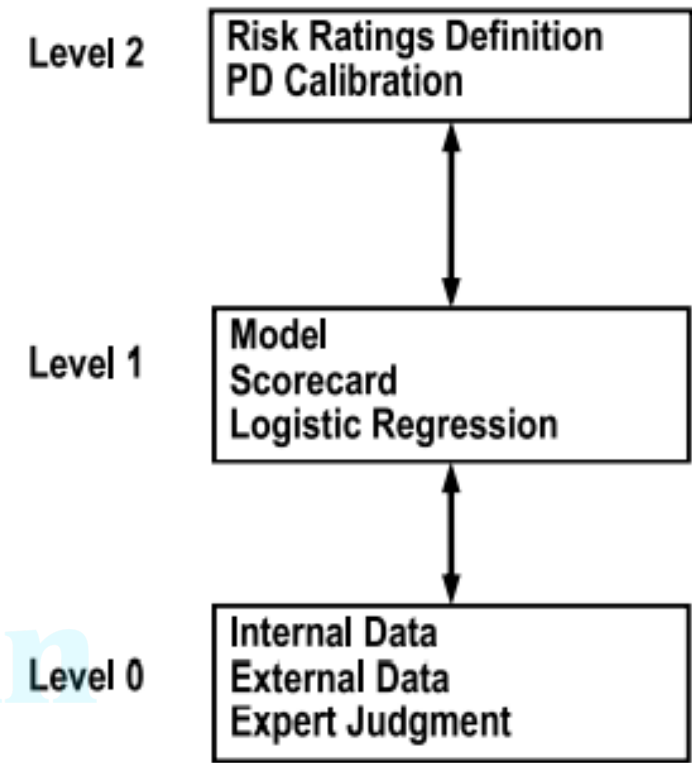 Level 2
Risk Ratings Definition
PD Calibration
Level 1
Model
Scorecard
Logistic Regression
Level 0
Internal Data
External Data
Expert Judgment